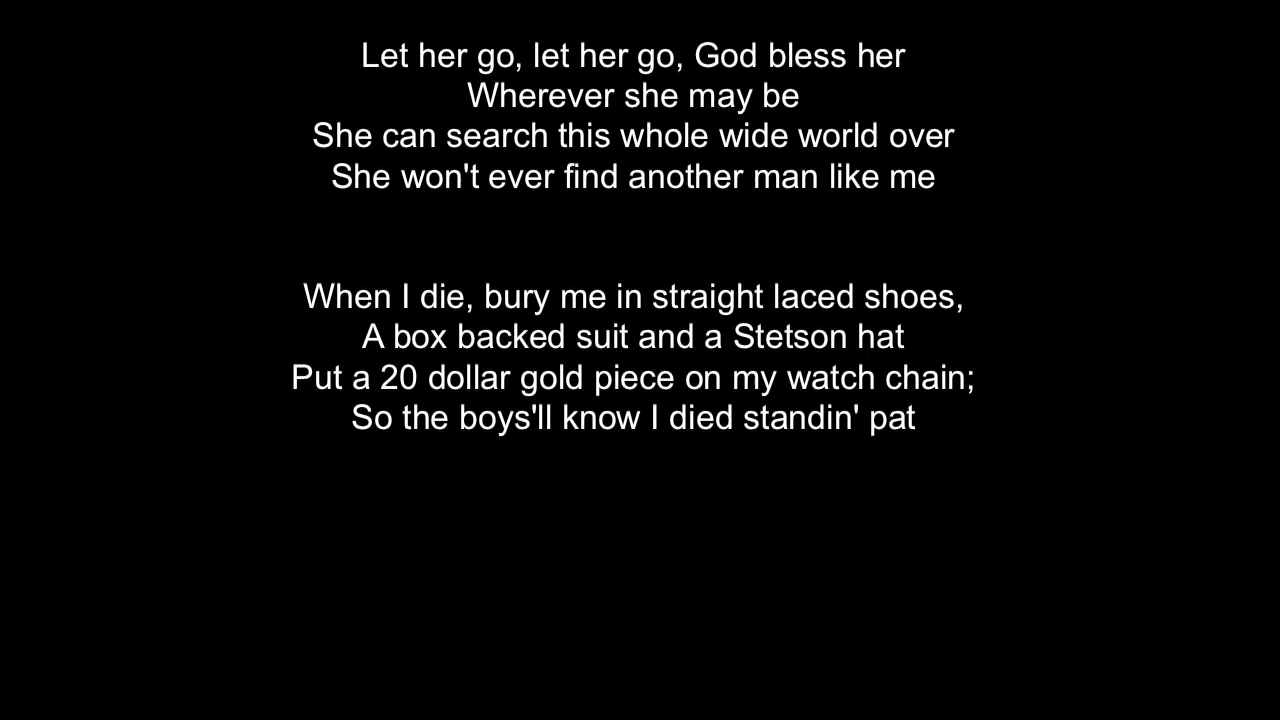 Let her go, let her go, God bless her
Wherever she may be
She can search this whole wide world over
She won't ever find another man like me
When I die, bury me in straight laced shoes,
A box backed suit and a Stetson hat
Put a 20 dollar gold piece on my watch chain;
So the boys'll know I died standin' pat